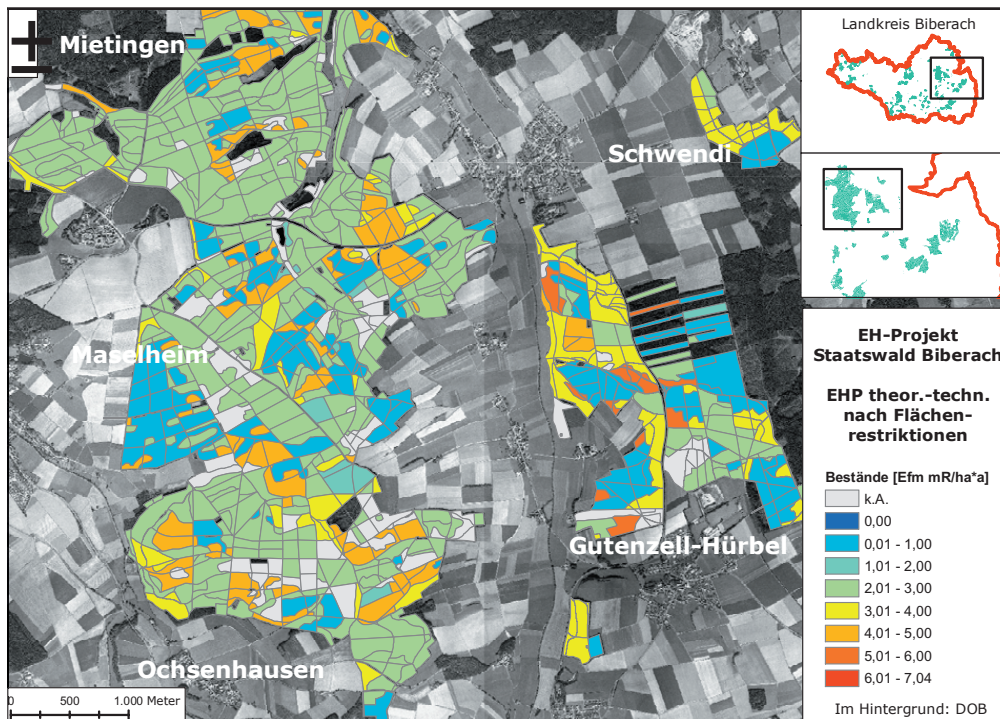 Mietingen
Schwendi
Maselheim
Gutenzell-Hürbel
Ochsenhausen
0 500 1.000 Meter
Landkreis Biberach
EH-Projekt
Staatswald Biberach
EHP theor.-techn.
nach Flächen-
restriktionen
Bestände [Efm mR/ha*a]
k.A.
0,00
0,01 - 1,00
1,01 - 2,00
2,01 - 3,00
3,01 - 4,00
4,01 - 5,00
5,01 - 6,00
6,01 - 7,04
Im Hintergrund: DOB